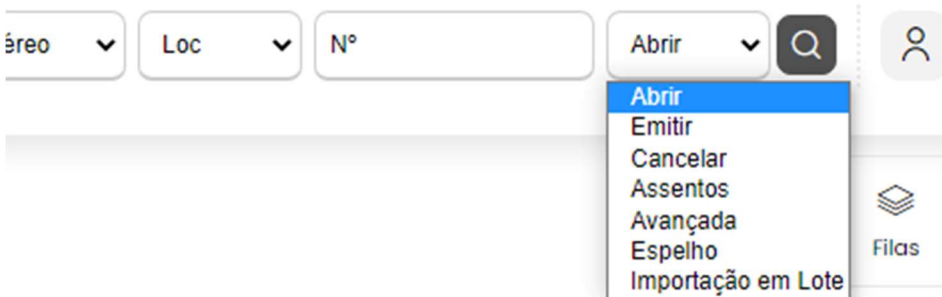 éreo Loc Nº Abrir
Abrir
Emitir
Cancelar
Assentos
Avançada
Espelho
Filas
Importação em Lote